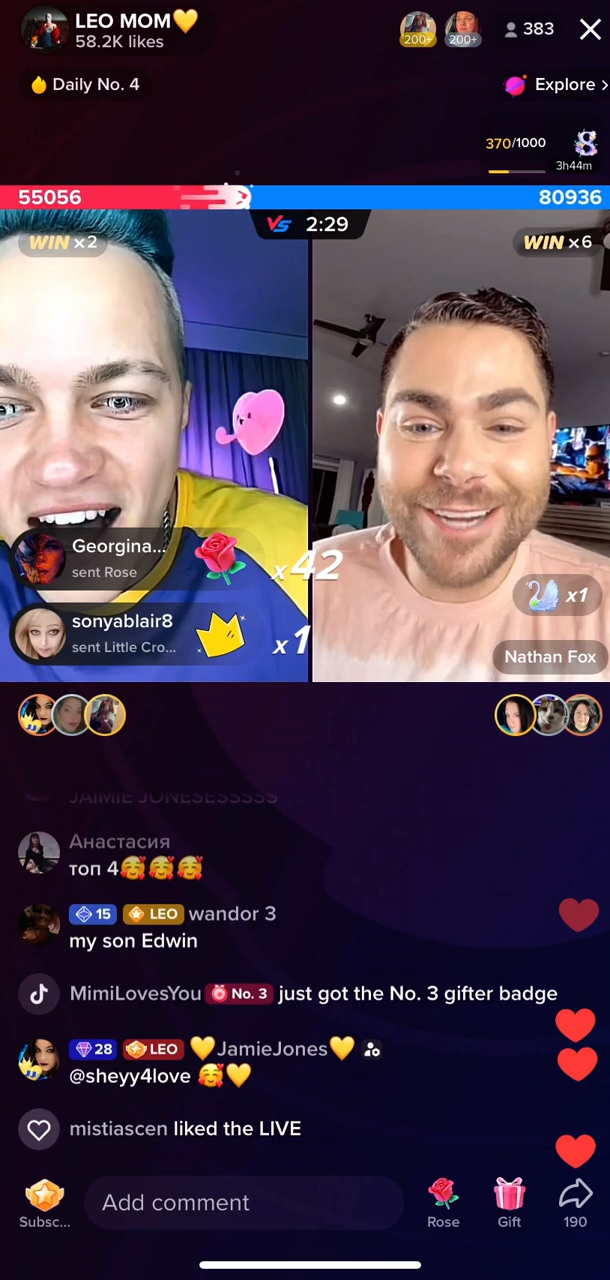 LEO MOM💛
58.2K likes
200+
200+
383
Daily No. 4
Explore >
370/1000
3h44m
55056
80936
VS 2:29
WIN x2
WIN x6
Georgina...
sent Rose
x42
sonyablair8
sent Little Cro...
x1
x1
Nathan Fox
JAIMIE JONESESSSSS
Анастасия
топ 4🥰🥰🥰
15 LEO wandor 3
my son Edwin
MimiLovesYou No. 3 just got the No. 3 gifter badge
28 LEO 💛JamieJones💛
@sheyy4love 🥰💛
mistiascen liked the LIVE
Subsc...
Add comment
Rose
Gift
190